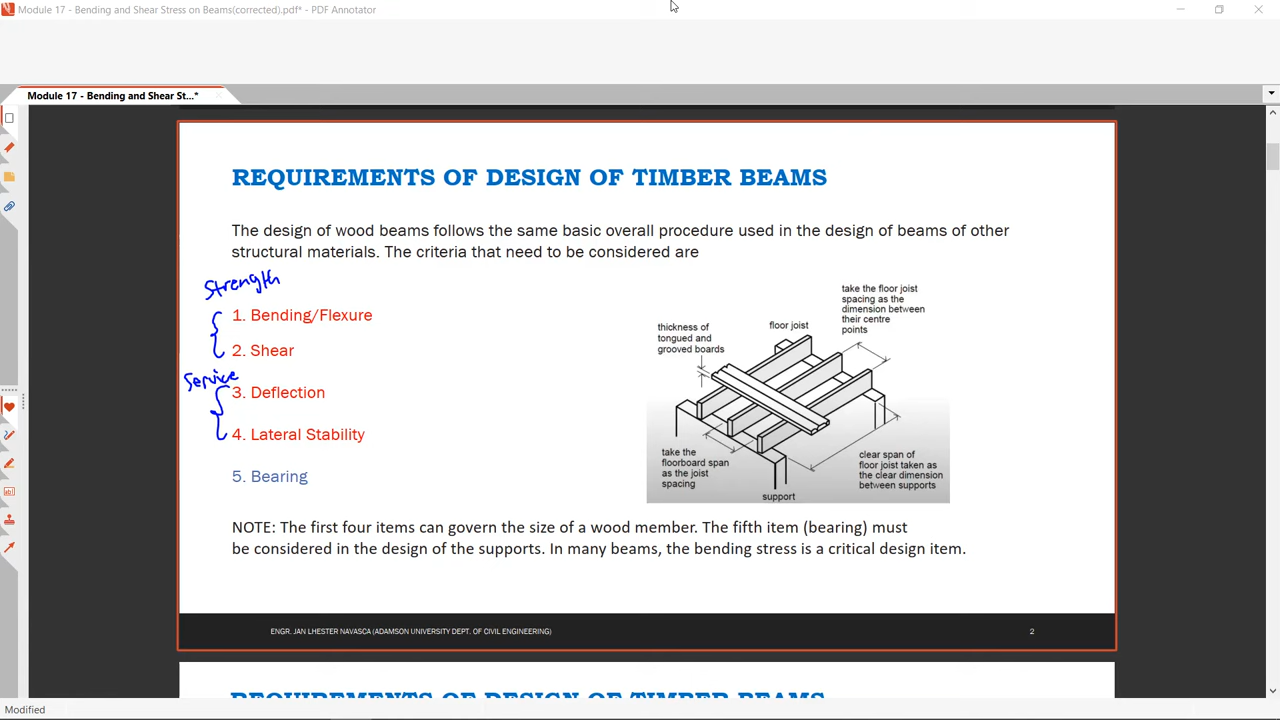 Module 17 - Bending and Shear Stress on Beams(corrected).pdf* - PDF Annotator
Module 17 - Bending and Shear St...*
REQUIREMENTS OF DESIGN OF TIMBER BEAMS
The design of wood beams follows the same basic overall procedure used in the design of beams of other
structural materials. The criteria that need to be considered are
Strength
1. Bending/Flexure
2. Shear
Service
3. Deflection
4. Lateral Stability
5. Bearing
thickness of
tongued and
grooved boards
floor joist
take the floor joist
spacing as the
dimension between
their centre
points
take the
floorboard span
as the joist
spacing
support
clear span of
floor joist taken as
the clear dimension
between supports
NOTE: The first four items can govern the size of a wood member. The fifth item (bearing) must
be considered in the design of the supports. In many beams, the bending stress is a critical design item.
ENGR. JAN LHESTER NAVASCA (ADAMSON UNIVERSITY DEPT. OF CIVIL ENGINEERING)
2
REQUIREMENTS OF DESIGN OF TIMBER BEAMS
Modified